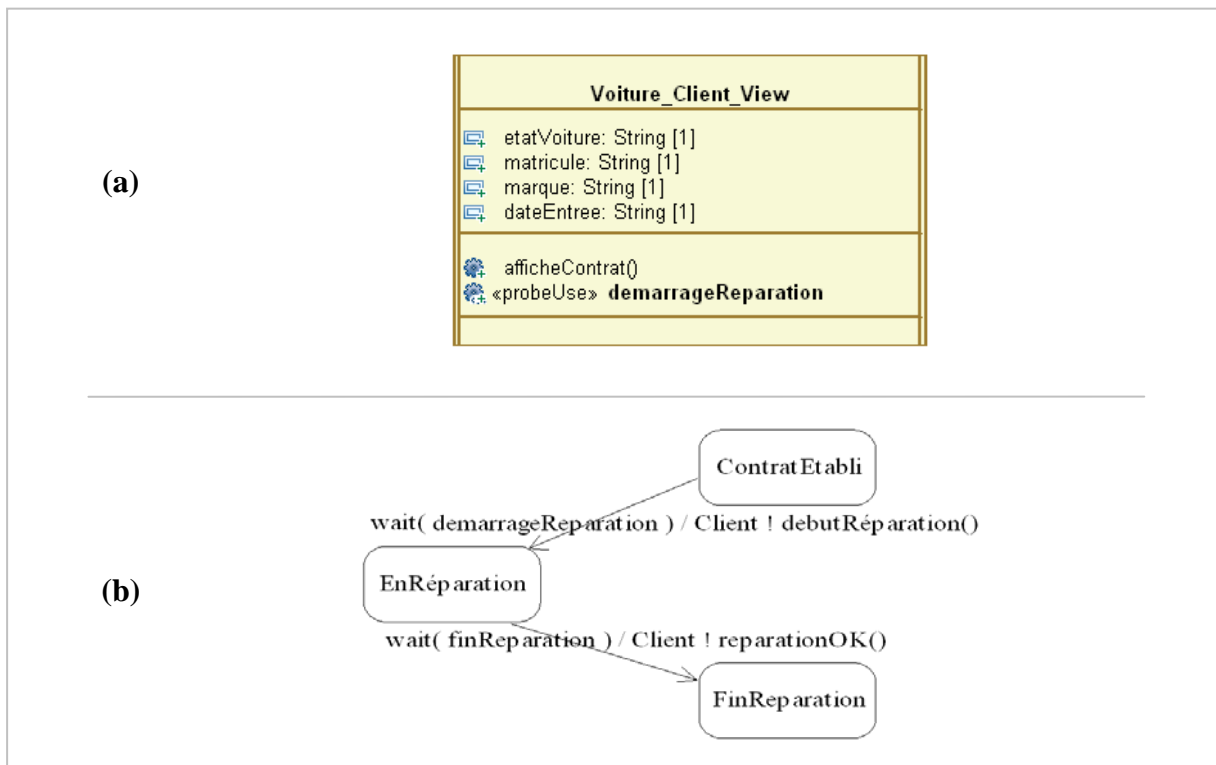 (a)
Voiture_Client_View
etatVoiture: String [1]
matricule: String [1]
marque: String [1]
dateEntree: String [1]
afficheContrat()
«probeUse» demarrageReparation
(b)
ContratEtabli
wait( demarrageReparation ) / Client ! debutRéparation()
EnRéparation
wait( finReparation ) / Client ! reparationOK()
FinReparation